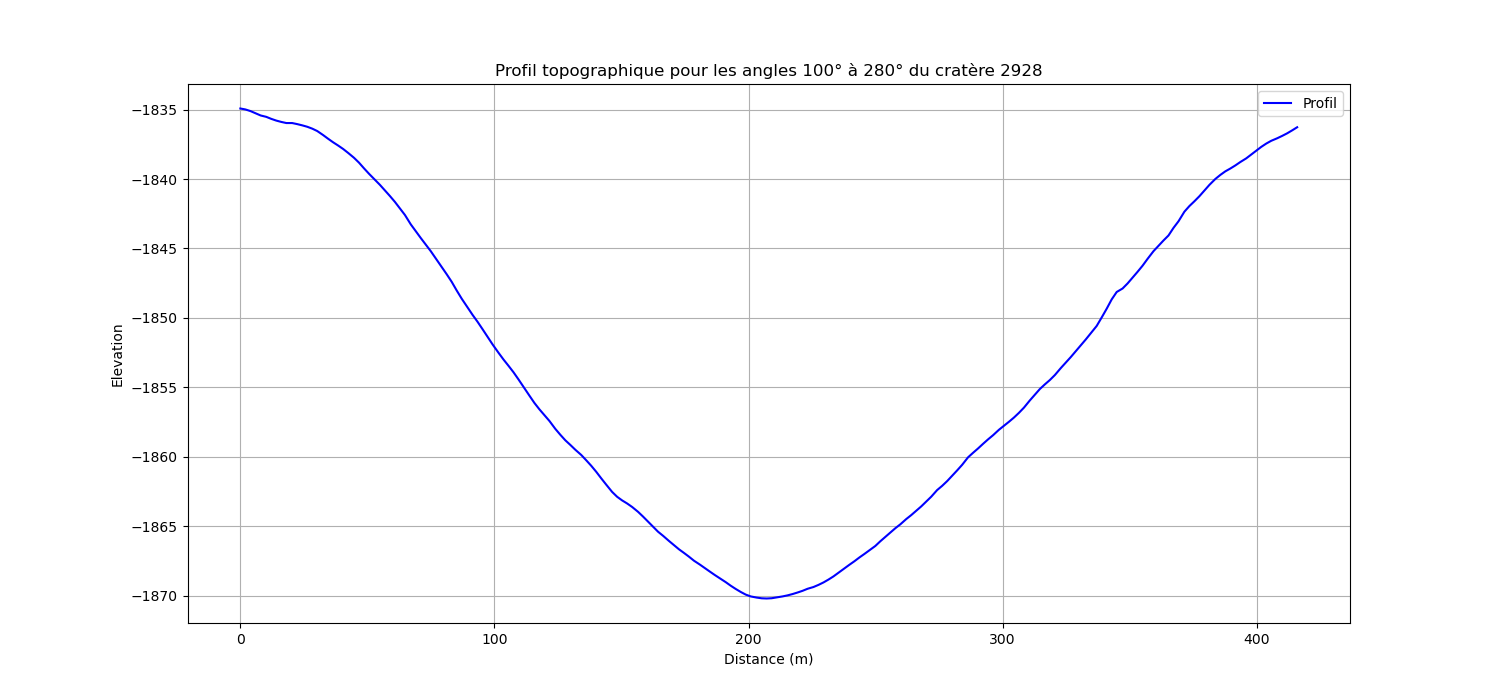 Profil topographique pour les angles 100° à 280° du cratère 2928
Profil
Elevation
−1835
−1840
−1845
−1850
−1855
−1860
−1865
−1870
0 100 200 300 400
Distance (m)